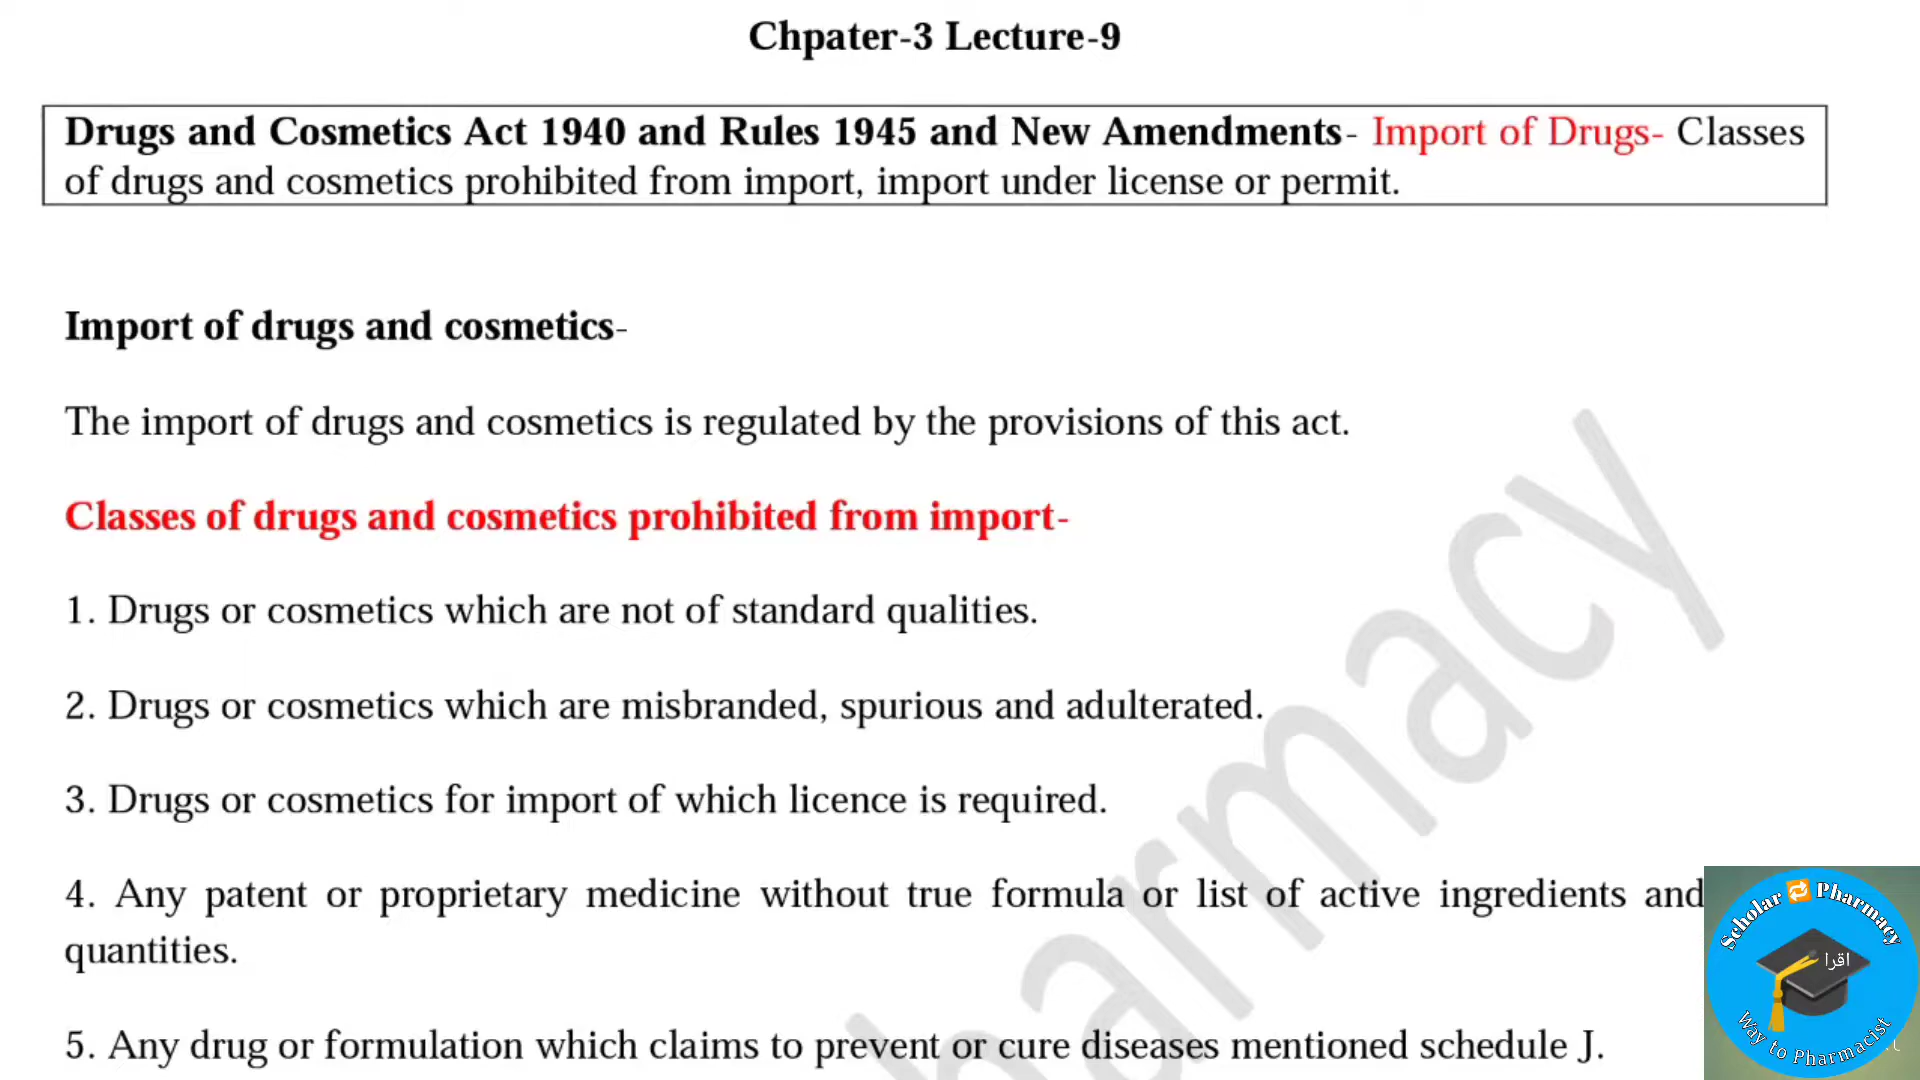 Chpater-3 Lecture-9
Drugs and Cosmetics Act 1940 and Rules 1945 and New Amendments- Import of Drugs- Classes
of drugs and cosmetics prohibited from import, import under license or permit.
Import of drugs and cosmetics-
The import of drugs and cosmetics is regulated by the provisions of this act.
Classes of drugs and cosmetics prohibited from import-
1. Drugs or cosmetics which are not of standard qualities.
2. Drugs or cosmetics which are misbranded, spurious and adulterated.
3. Drugs or cosmetics for import of which licence is required.
4. Any patent or proprietary medicine without true formula or list of active ingredients and
quantities.
5. Any drug or formulation which claims to prevent or cure diseases mentioned schedule J.
harmacy
Scholar Pharmacy
اقرا
Way to Pharmacist